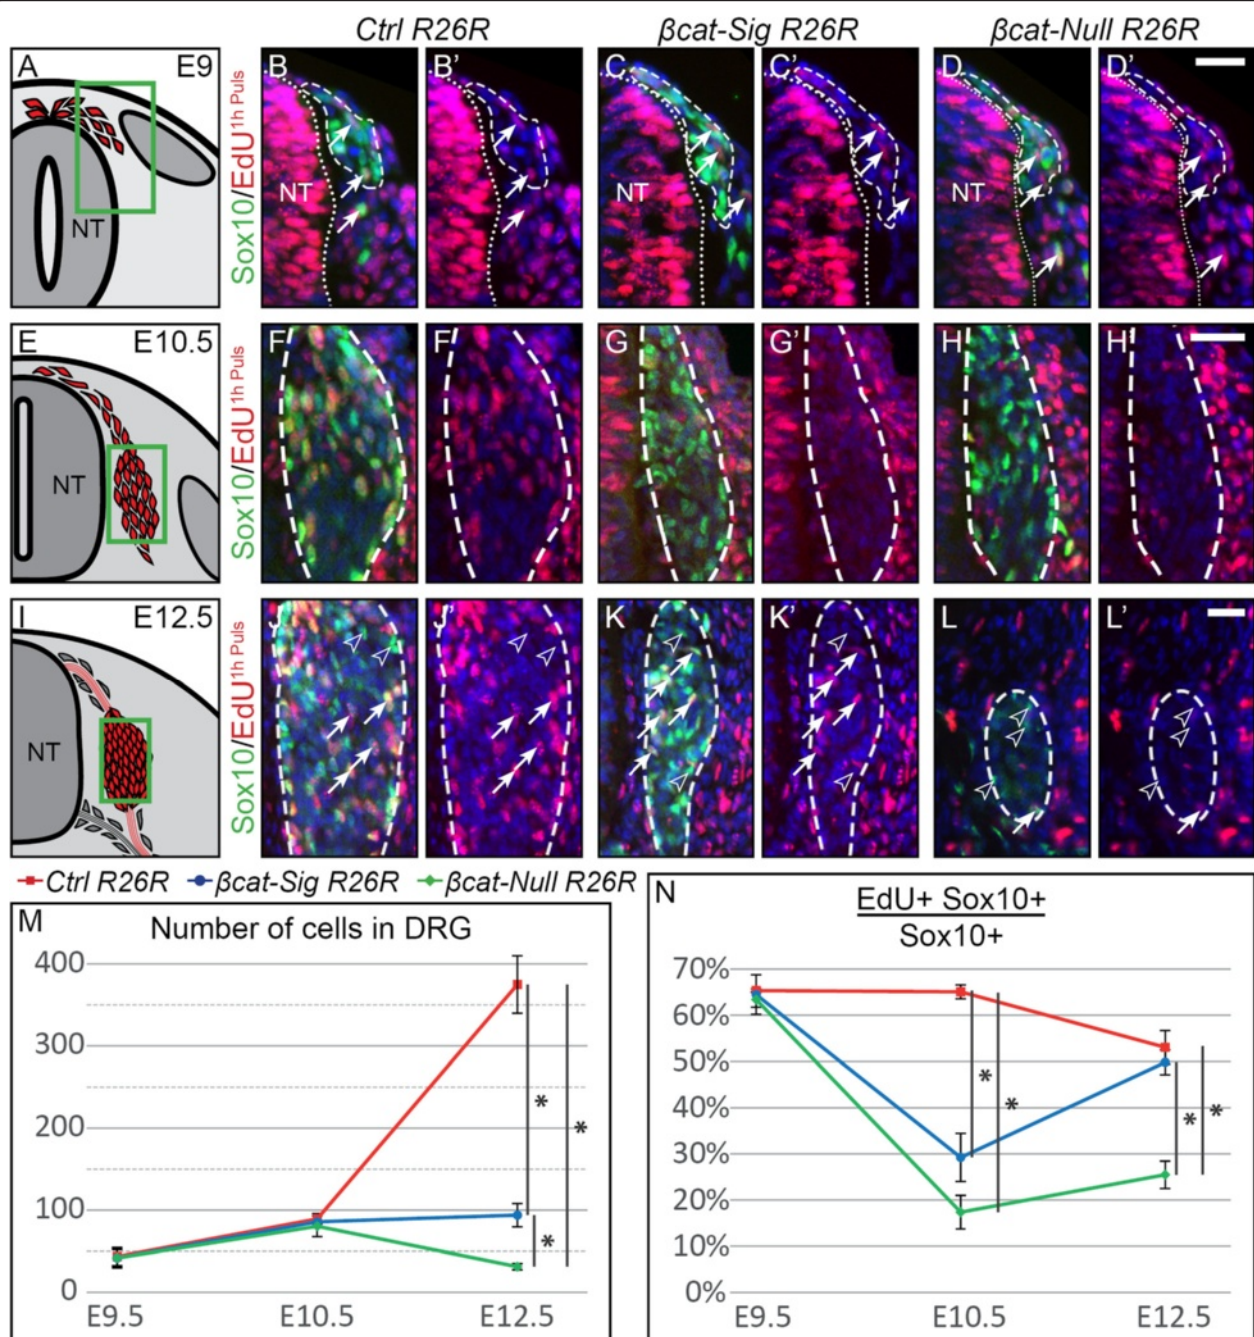 Ctrl R26R βcat-Sig R26R βcat-Null R26R
A E9 B B' C C' D D'
NT NT NT NT
Sox10/EdU1h Puls
E E10.5 F F' G G' H H'
NT
Sox10/EdU1h Puls
I E12.5 J J' K K' L L'
NT
Sox10/EdU1h Puls
Ctrl R26R βcat-Sig R26R βcat-Null R26R
M Number of cells in DRG
400
300
200
100
0
* * *
E9.5 E10.5 E12.5
N EdU+ Sox10+
Sox10+
70%
60%
50%
40%
30%
20%
10%
0%
* * * *
E9.5 E10.5 E12.5